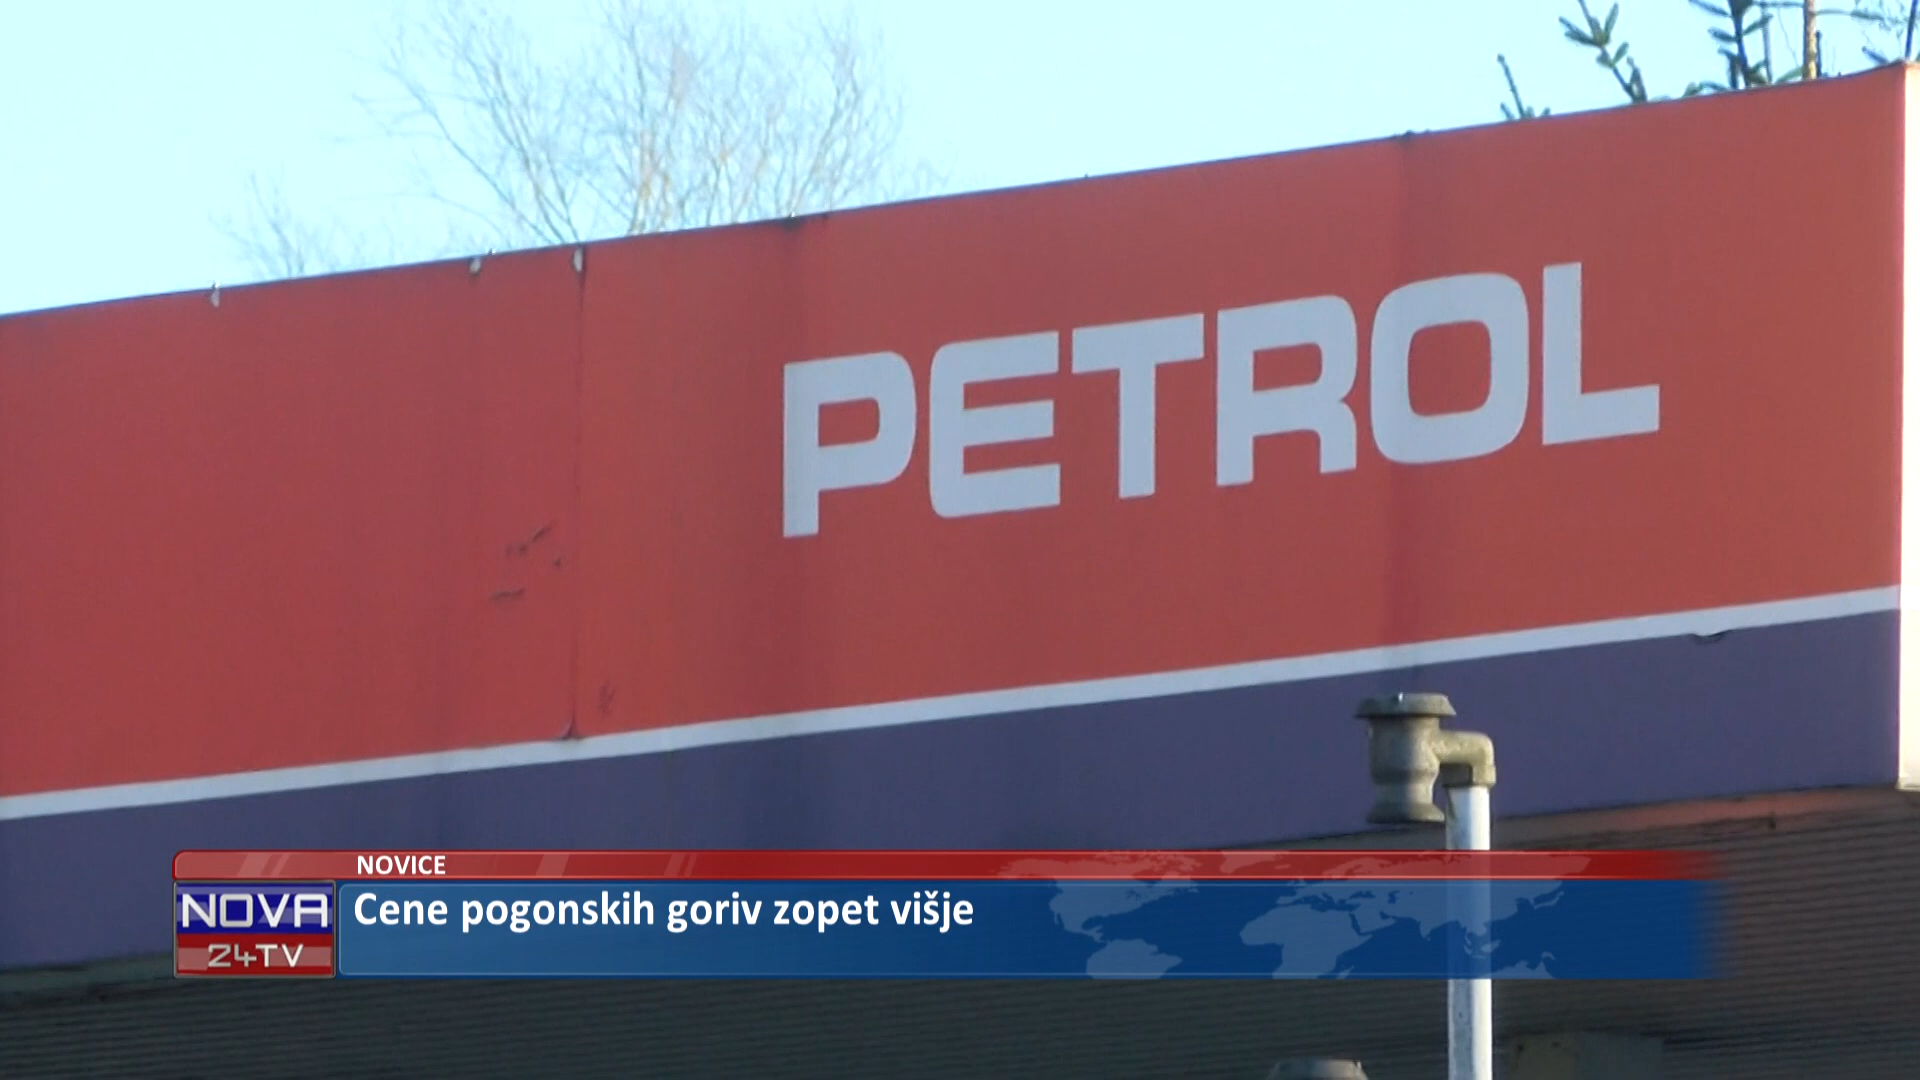 PETROL
NOVICE
NOVA
24TV
Cene pogonskih goriv zopet višje